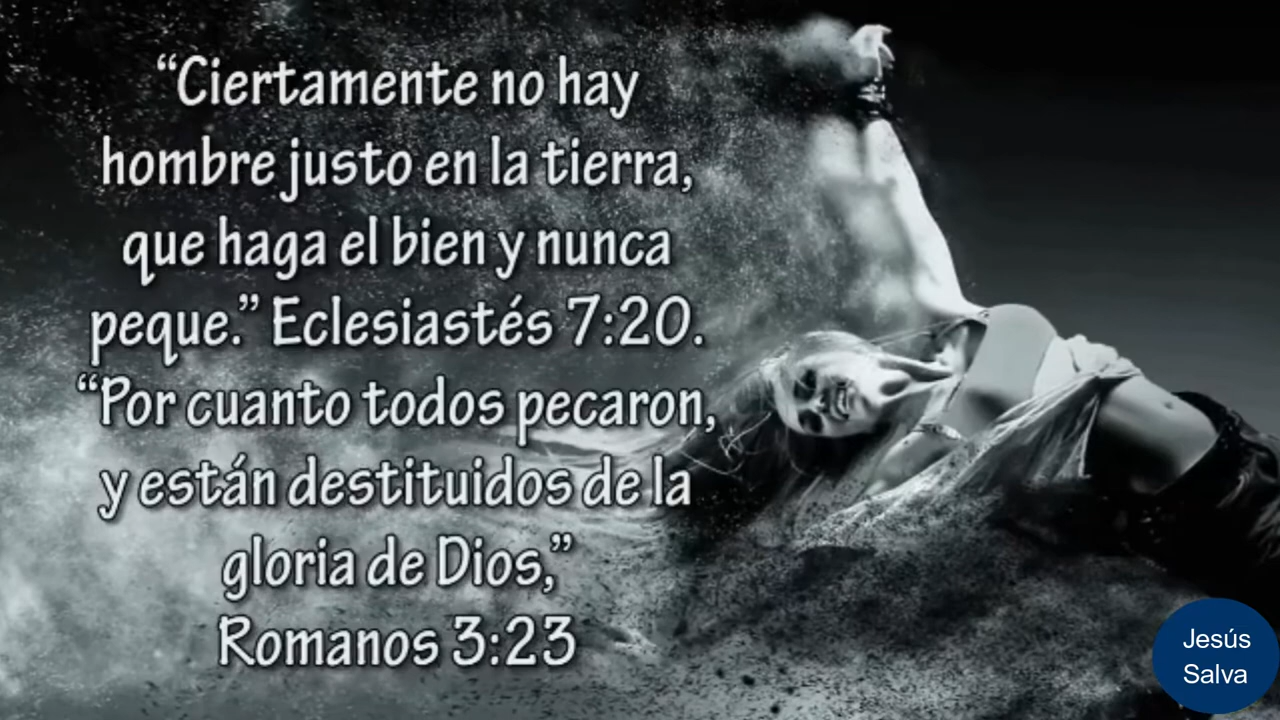 “Ciertamente no hay
hombre justo en la tierra,
que haga el bien y nunca
peque.” Eclesiastés 7:20.
“Por cuanto todos pecaron,
y están destituidos de la
gloria de Dios,”
Romanos 3:23
Jesús
Salva